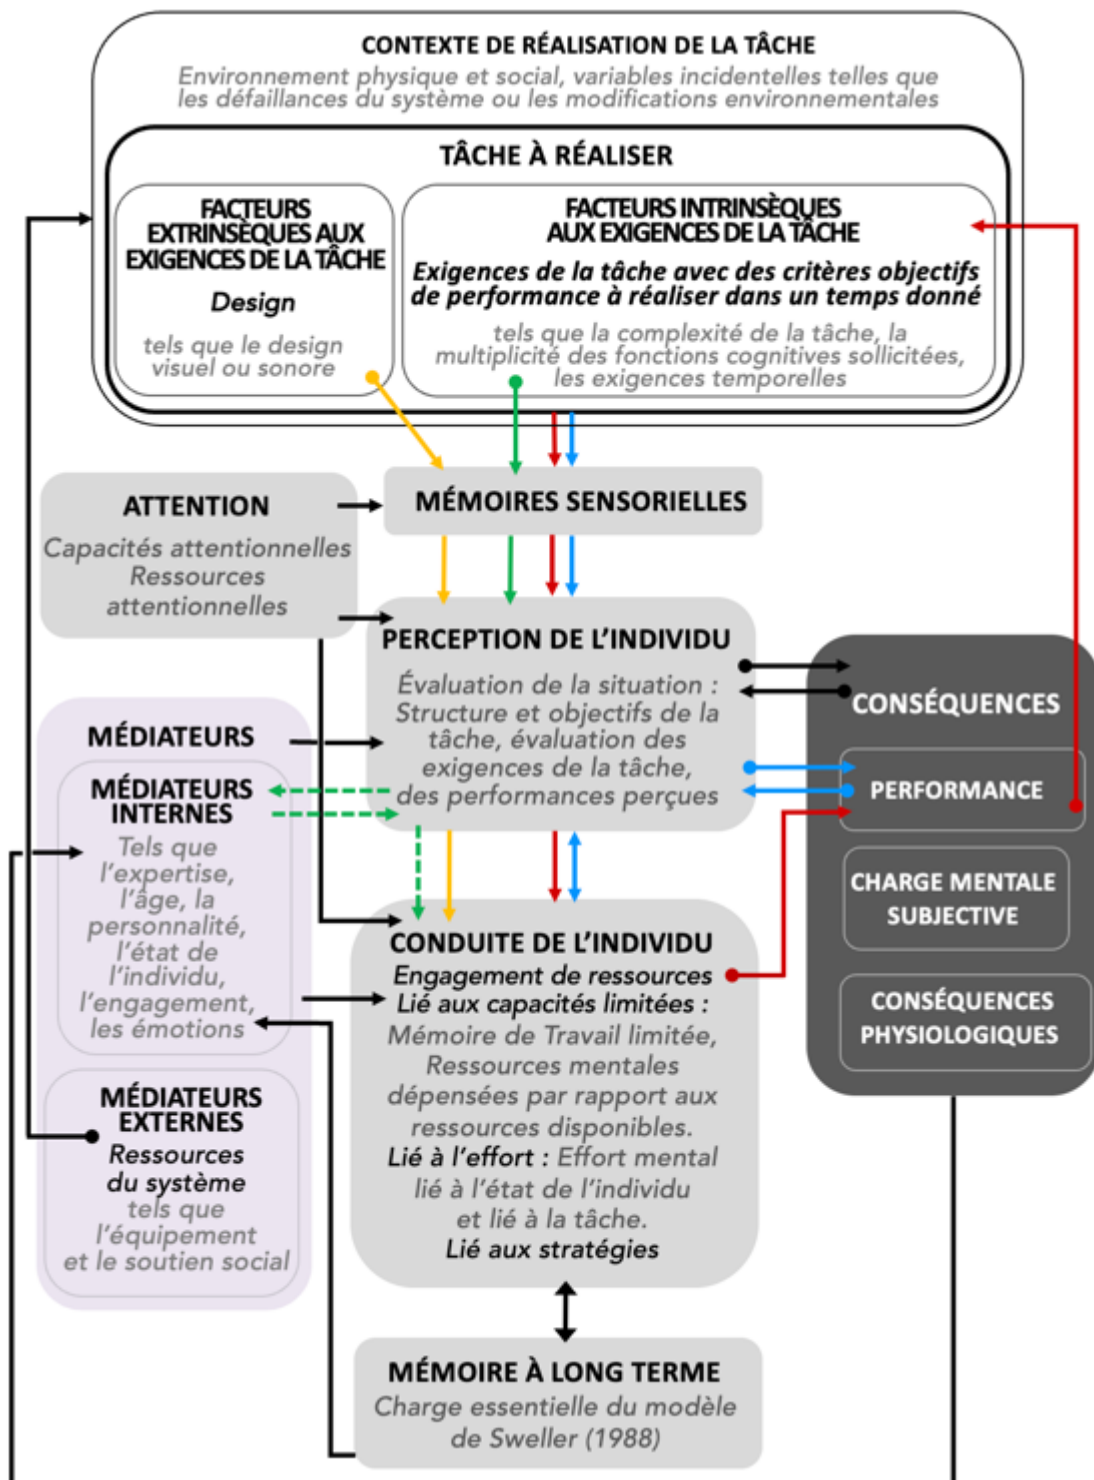 CONTEXTE DE RÉALISATION DE LA TÂCHE
Environnement physique et social, variables incidentelles telles que
les défaillances du système ou les modifications environnementales
TÂCHE À RÉALISER
FACTEURS
EXTRINSÈQUES AUX
EXIGENCES DE LA TÂCHE
Design
tels que le design
visuel ou sonore
FACTEURS INTRINSÈQUES
AUX EXIGENCES DE LA TÂCHE
Exigences de la tâche avec des critères objectifs
de performance à réaliser dans un temps donné
tels que la complexité de la tâche, la
multiplicité des fonctions cognitives sollicitées,
les exigences temporelles
ATTENTION
Capacités attentionnelles
Ressources
attentionnelles
MÉMOIRES SENSORIELLES
PERCEPTION DE L'INDIVIDU
Évaluation de la situation :
Structure et objectifs de la
tâche, évaluation des
exigences de la tâche,
des performances perçues
MÉDIATEURS
MÉDIATEURS
INTERNES
Tels que
l'expertise,
l'âge, la
personnalité,
l'état de
l'individu,
l'engagement,
les émotions
MÉDIATEURS
EXTERNES
Ressources
du système
tels que
l'équipement
et le soutien social
CONDUITE DE L'INDIVIDU
Engagement de ressources
Lié aux capacités limitées :
Mémoire de Travail limitée,
Ressources mentales
dépensées par rapport aux
ressources disponibles.
Lié à l'effort : Effort mental
lié à l'état de l'individu
et lié à la tâche.
Lié aux stratégies
CONSÉQUENCES
PERFORMANCE
CHARGE MENTALE
SUBJECTIVE
CONSÉQUENCES
PHYSIOLOGIQUES
MÉMOIRE À LONG TERME
Charge essentielle du modèle
de Sweller (1988)